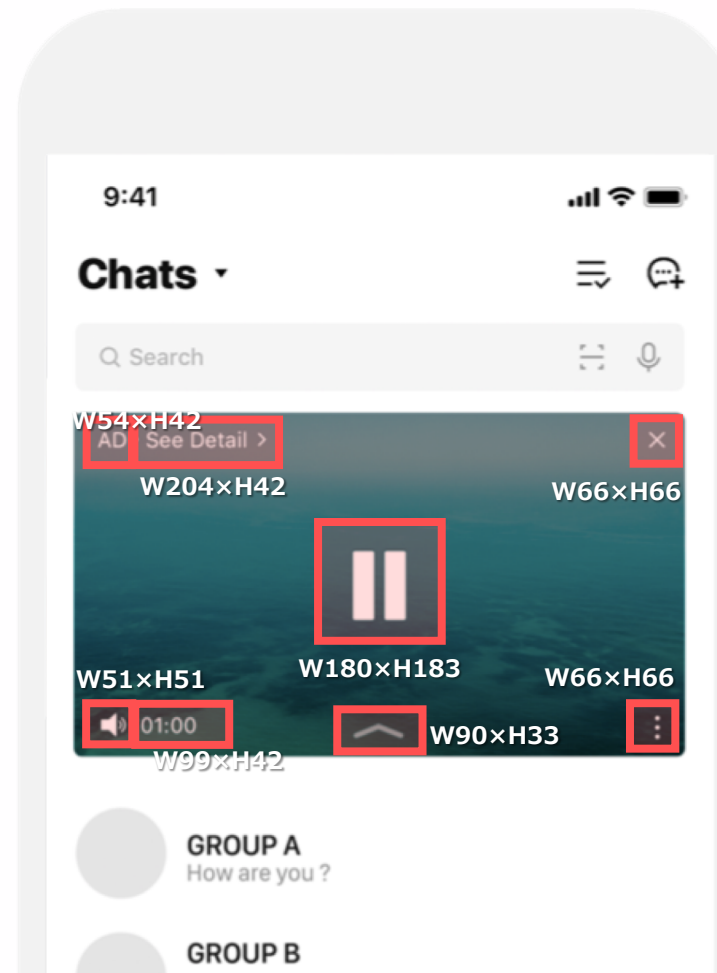 9:41
Chats
Search
W54×H42
AD See Detail >
W204×H42
W66×H66
W180×H183
W51×H51
W66×H66
01:00
W90×H33
W99×H42
GROUP A
How are you ?
GROUP B